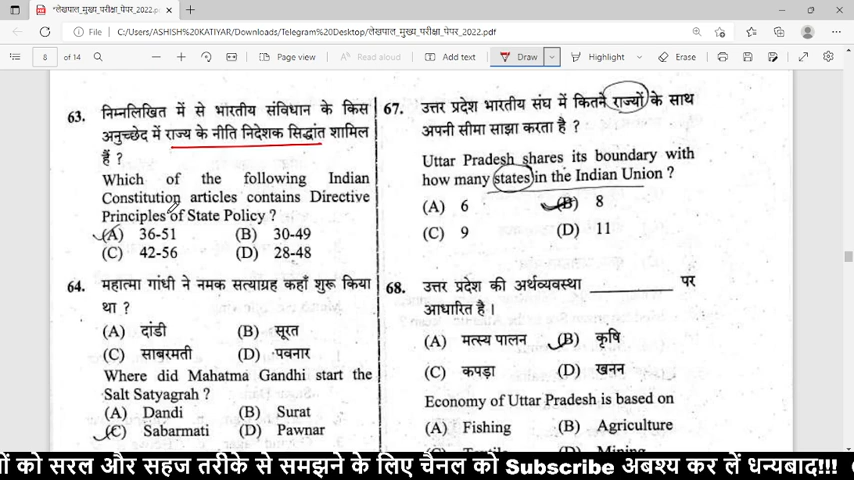 *लेखपाल_मुख्य_परीक्षा_पेपर_2022.p
File
C:/Users/ASHISH%20KATIYAR/Downloads/Telegram%20Desktop/लेखपाल_मुख्य_परीक्षा_पेपर_2022.pdf
8 of 14
Page view
Read aloud
Add text
Draw
Highlight
Erase
63. निम्नलिखित में से भारतीय संविधान के किस
अनुच्छेद में राज्य के नीति निदेशक सिद्धांत शामिल
हैं ?
Which of the following Indian
Constitution articles contains Directive
Principles of State Policy ?
(A) 36-51 (B) 30-49
(C) 42-56 (D) 28-48
64. महात्मा गांधी ने नमक सत्याग्रह कहाँ शुरू किया
था ?
(A) दांडी (B) सूरत
(C) साबरमती (D) पवनार
Where did Mahatma Gandhi start the
Salt Satyagraha ?
(A) Dandi (B) Surat
(C) Sabarmati (D) Pawnar
67. उत्तर प्रदेश भारतीय संघ में कितने राज्यों के साथ
अपनी सीमा साझा करता है ?
Uttar Pradesh shares its boundary with
how many states in the Indian Union ?
(A) 6 (B) 8
(C) 9 (D) 11
68. उत्तर प्रदेश की अर्थव्यवस्था __________ पर
आधारित है ।
(A) मत्स्य पालन (B) कृषि
(C) कपड़ा (D) खनन
Economy of Uttar Pradesh is based on
(A) Fishing (B) Agriculture
(C) Textile (D) Mining
को सरल और सहज तरीके से समझने के लिए चैनल को Subscribe अवश्य कर लें धन्यबाद!!!